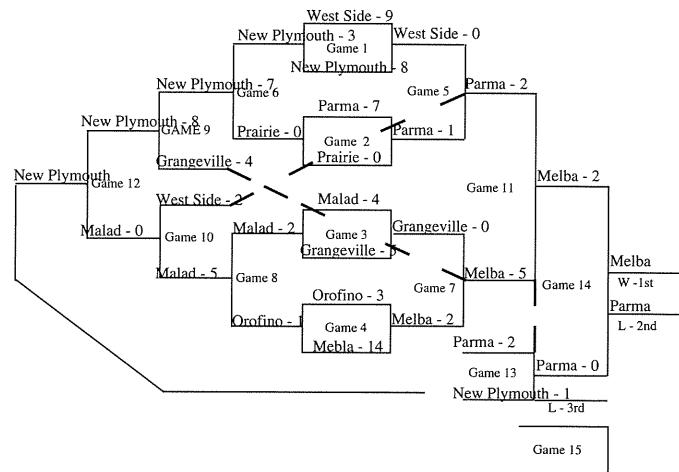 West Side - 9
New Plymouth - 3
West Side - 0
Game 1
New Plymouth - 8
New Plymouth - 7
Game 6
Game 5
Parma - 2
Parma - 7
New Plymouth - 8
GAME 9
Prairie - 0
Game 2
Parma - 1
Prairie - 0
Grangeville - 4
New Plymouth
Game 12
Game 11
Melba - 2
West Side - 2
Malad - 4
Malad - 0
Game 10
Malad - 2
Game 3
Grangeville - 0
Grangeville - 5
Melba
Malad - 5
Game 8
Game 7
Melba - 5
W -1st
Game 14
Orofino - 3
Parma
Orofino - 1
Game 4
Melba - 2
L - 2nd
Mebla - 14
Parma - 2
Game 13
Parma - 0
New Plymouth - 1
L - 3rd
Game 15